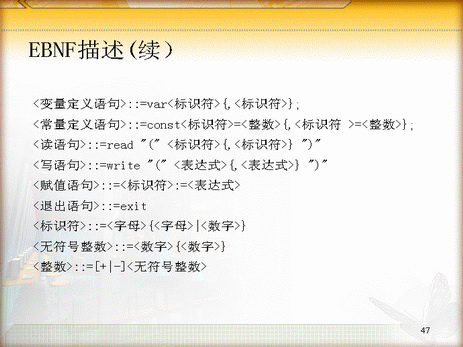 EBNF描述(续)
<变量定义语句>::=var<标识符>{,<标识符>};
<常量定义语句>::=const<标识符>=<整数>{,<标识符 >=<整数>};
<读语句>::=read "(" <标识符>{,<标识符>} ")"
<写语句>::=write "(" <表达式>{,<表达式>} ")"
<赋值语句>::=<标识符>:=<表达式>
<退出语句>::=exit
<标识符>::=<字母>{<字母>|<数字>}
<无符号整数>::=<数字>{<数字>}
<整数>::=[+|-]<无符号整数>
47